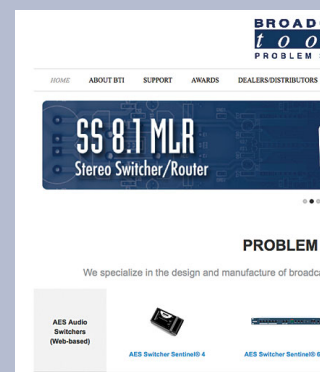 BROAD
t o o
PROBLEM
HOME ABOUT BTI SUPPORT AWARDS DEALERS/DISTRIBUTORS
SS 8.1 MLR
Stereo Switcher/Router
PROBLEM
We specialize in the design and manufacture of broadca
AES Audio
Switchers
(Web-based)
AES Switcher Sentinel® 4 AES Switcher Sentinel® 6